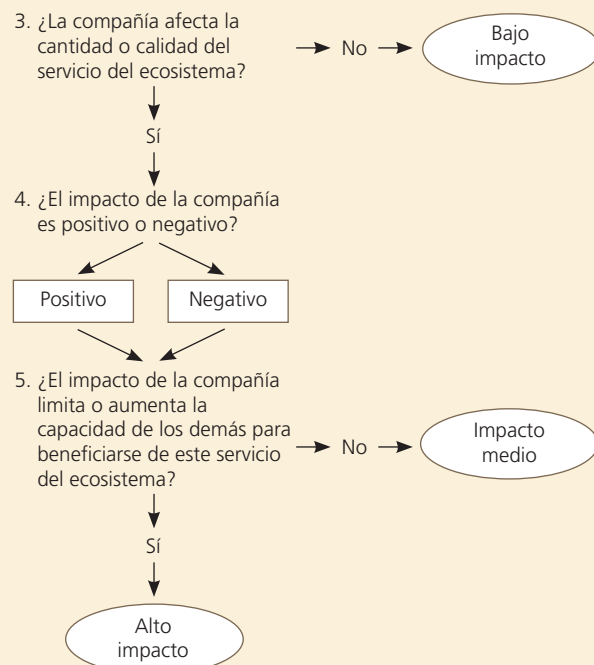 3. ¿La compañía afecta la
cantidad o calidad del
servicio del ecosistema?
No
Bajo
impacto
Sí
4. ¿El impacto de la compañía
es positivo o negativo?
Positivo
Negativo
5. ¿El impacto de la compañía
limita o aumenta la
capacidad de los demás para
beneficiarse de este servicio
del ecosistema?
No
Impacto
medio
Sí
Alto
impacto